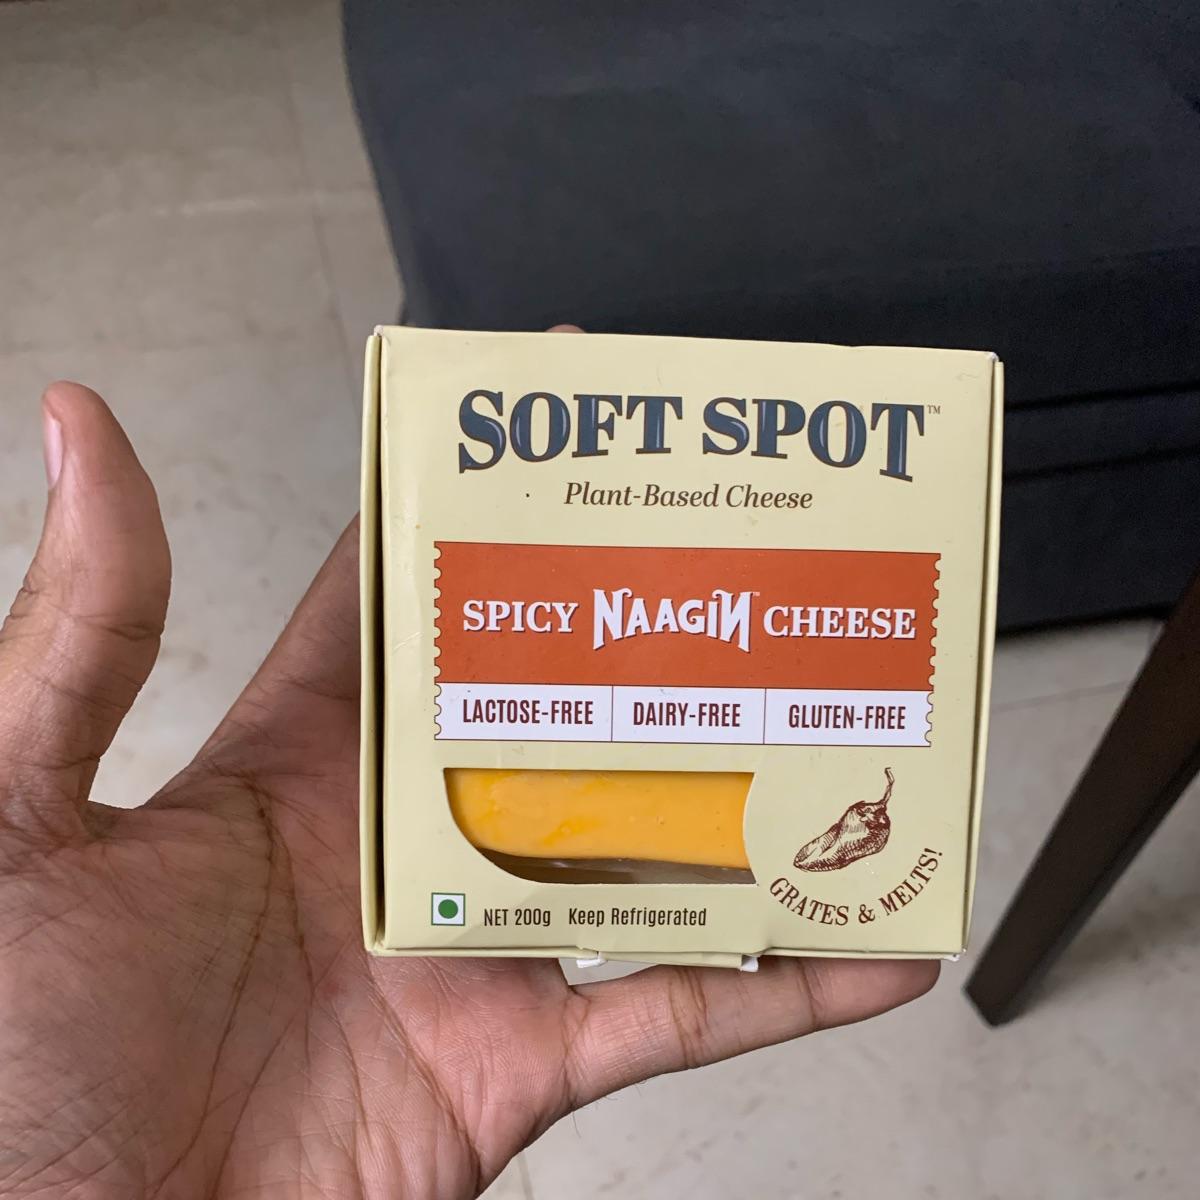 SOFT SPOT™
Plant-Based Cheese
SPICY NAAGIN™ CHEESE
LACTOSE-FREE
DAIRY-FREE
GLUTEN-FREE
GRATES & MELTS!
NET 200g Keep Refrigerated